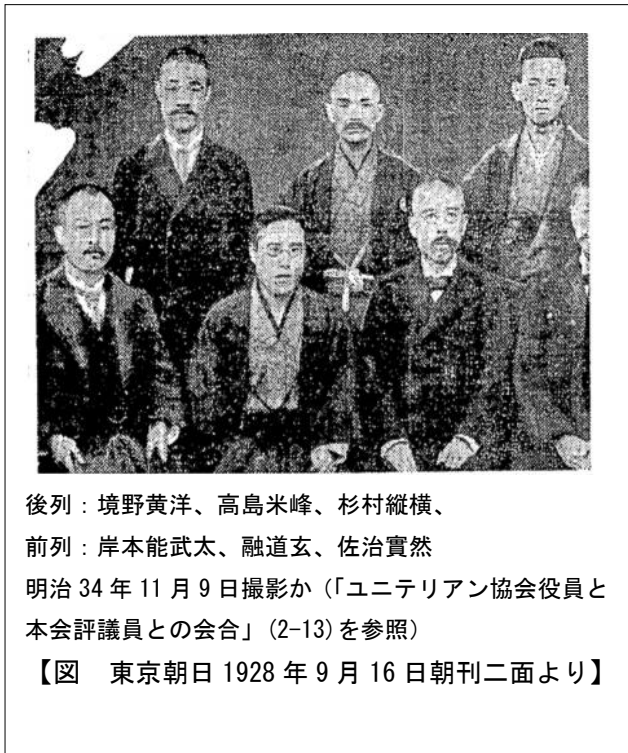 後列：境野黄洋、高島米峰、杉村縦横、
前列：岸本能武太、融道玄、佐治實然
明治 34 年 11 月 9 日撮影か（「ユニテリアン協会役員と
本会評議員との会合」(2-13)を参照）
【図　東京朝日 1928 年 9 月 16 日朝刊二面より】